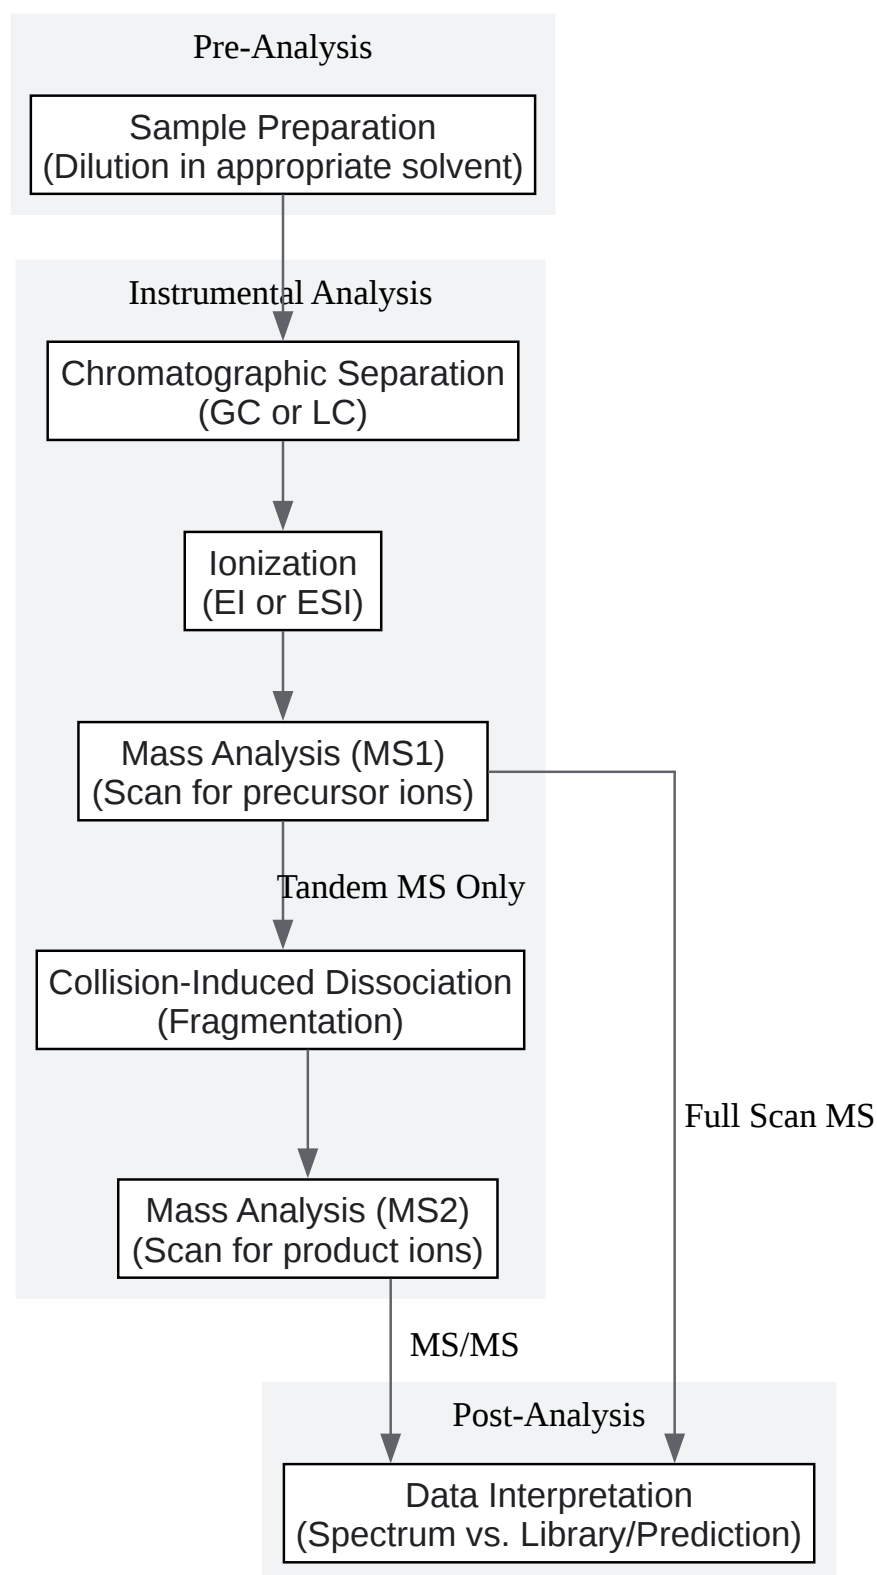 Pre-Analysis
Sample Preparation
(Dilution in appropriate solvent)
Instrumental Analysis
Chromatographic Separation
(GC or LC)
Ionization
(EI or ESI)
Mass Analysis (MS1)
(Scan for precursor ions)
Tandem MS Only
Collision-Induced Dissociation
(Fragmentation)
Full Scan MS
Mass Analysis (MS2)
(Scan for product ions)
MS/MS
Post-Analysis
Data Interpretation
(Spectrum vs. Library/Prediction)